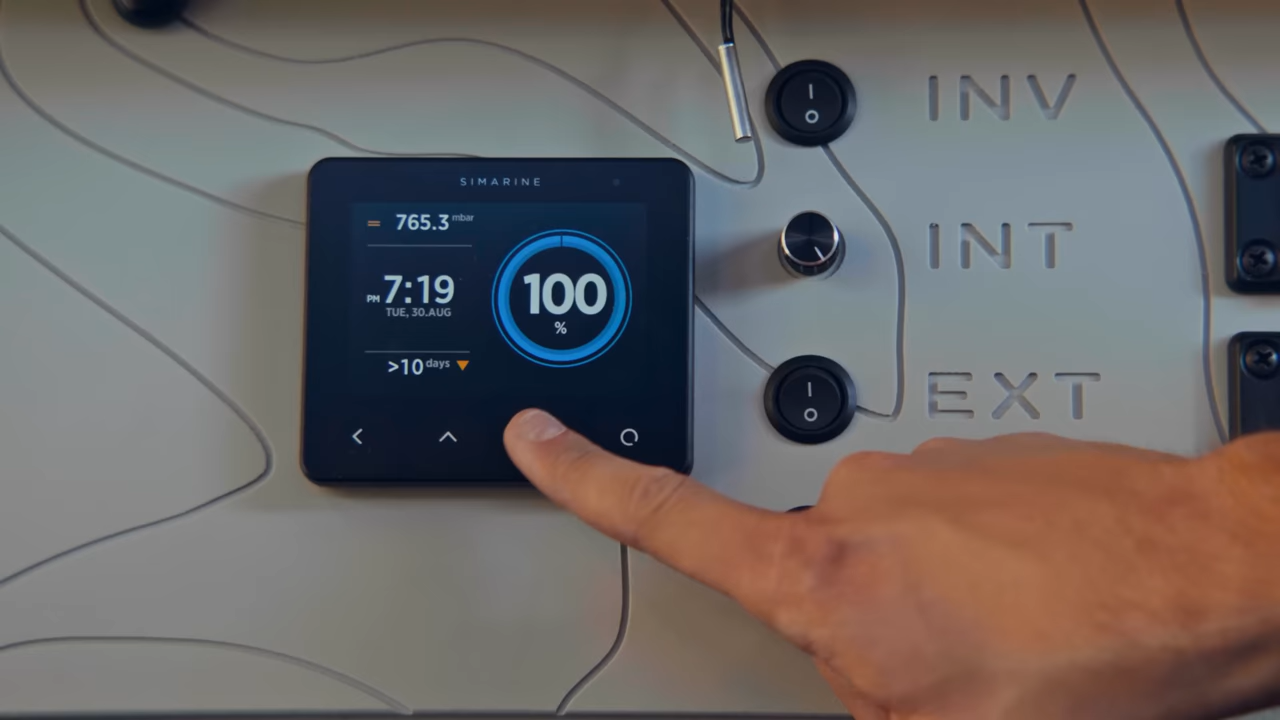 SIMARINE
= 765.3 mbar
PM 7:19
TUE, 30.AUG
>10 days
100
%
INV
INT
EXT